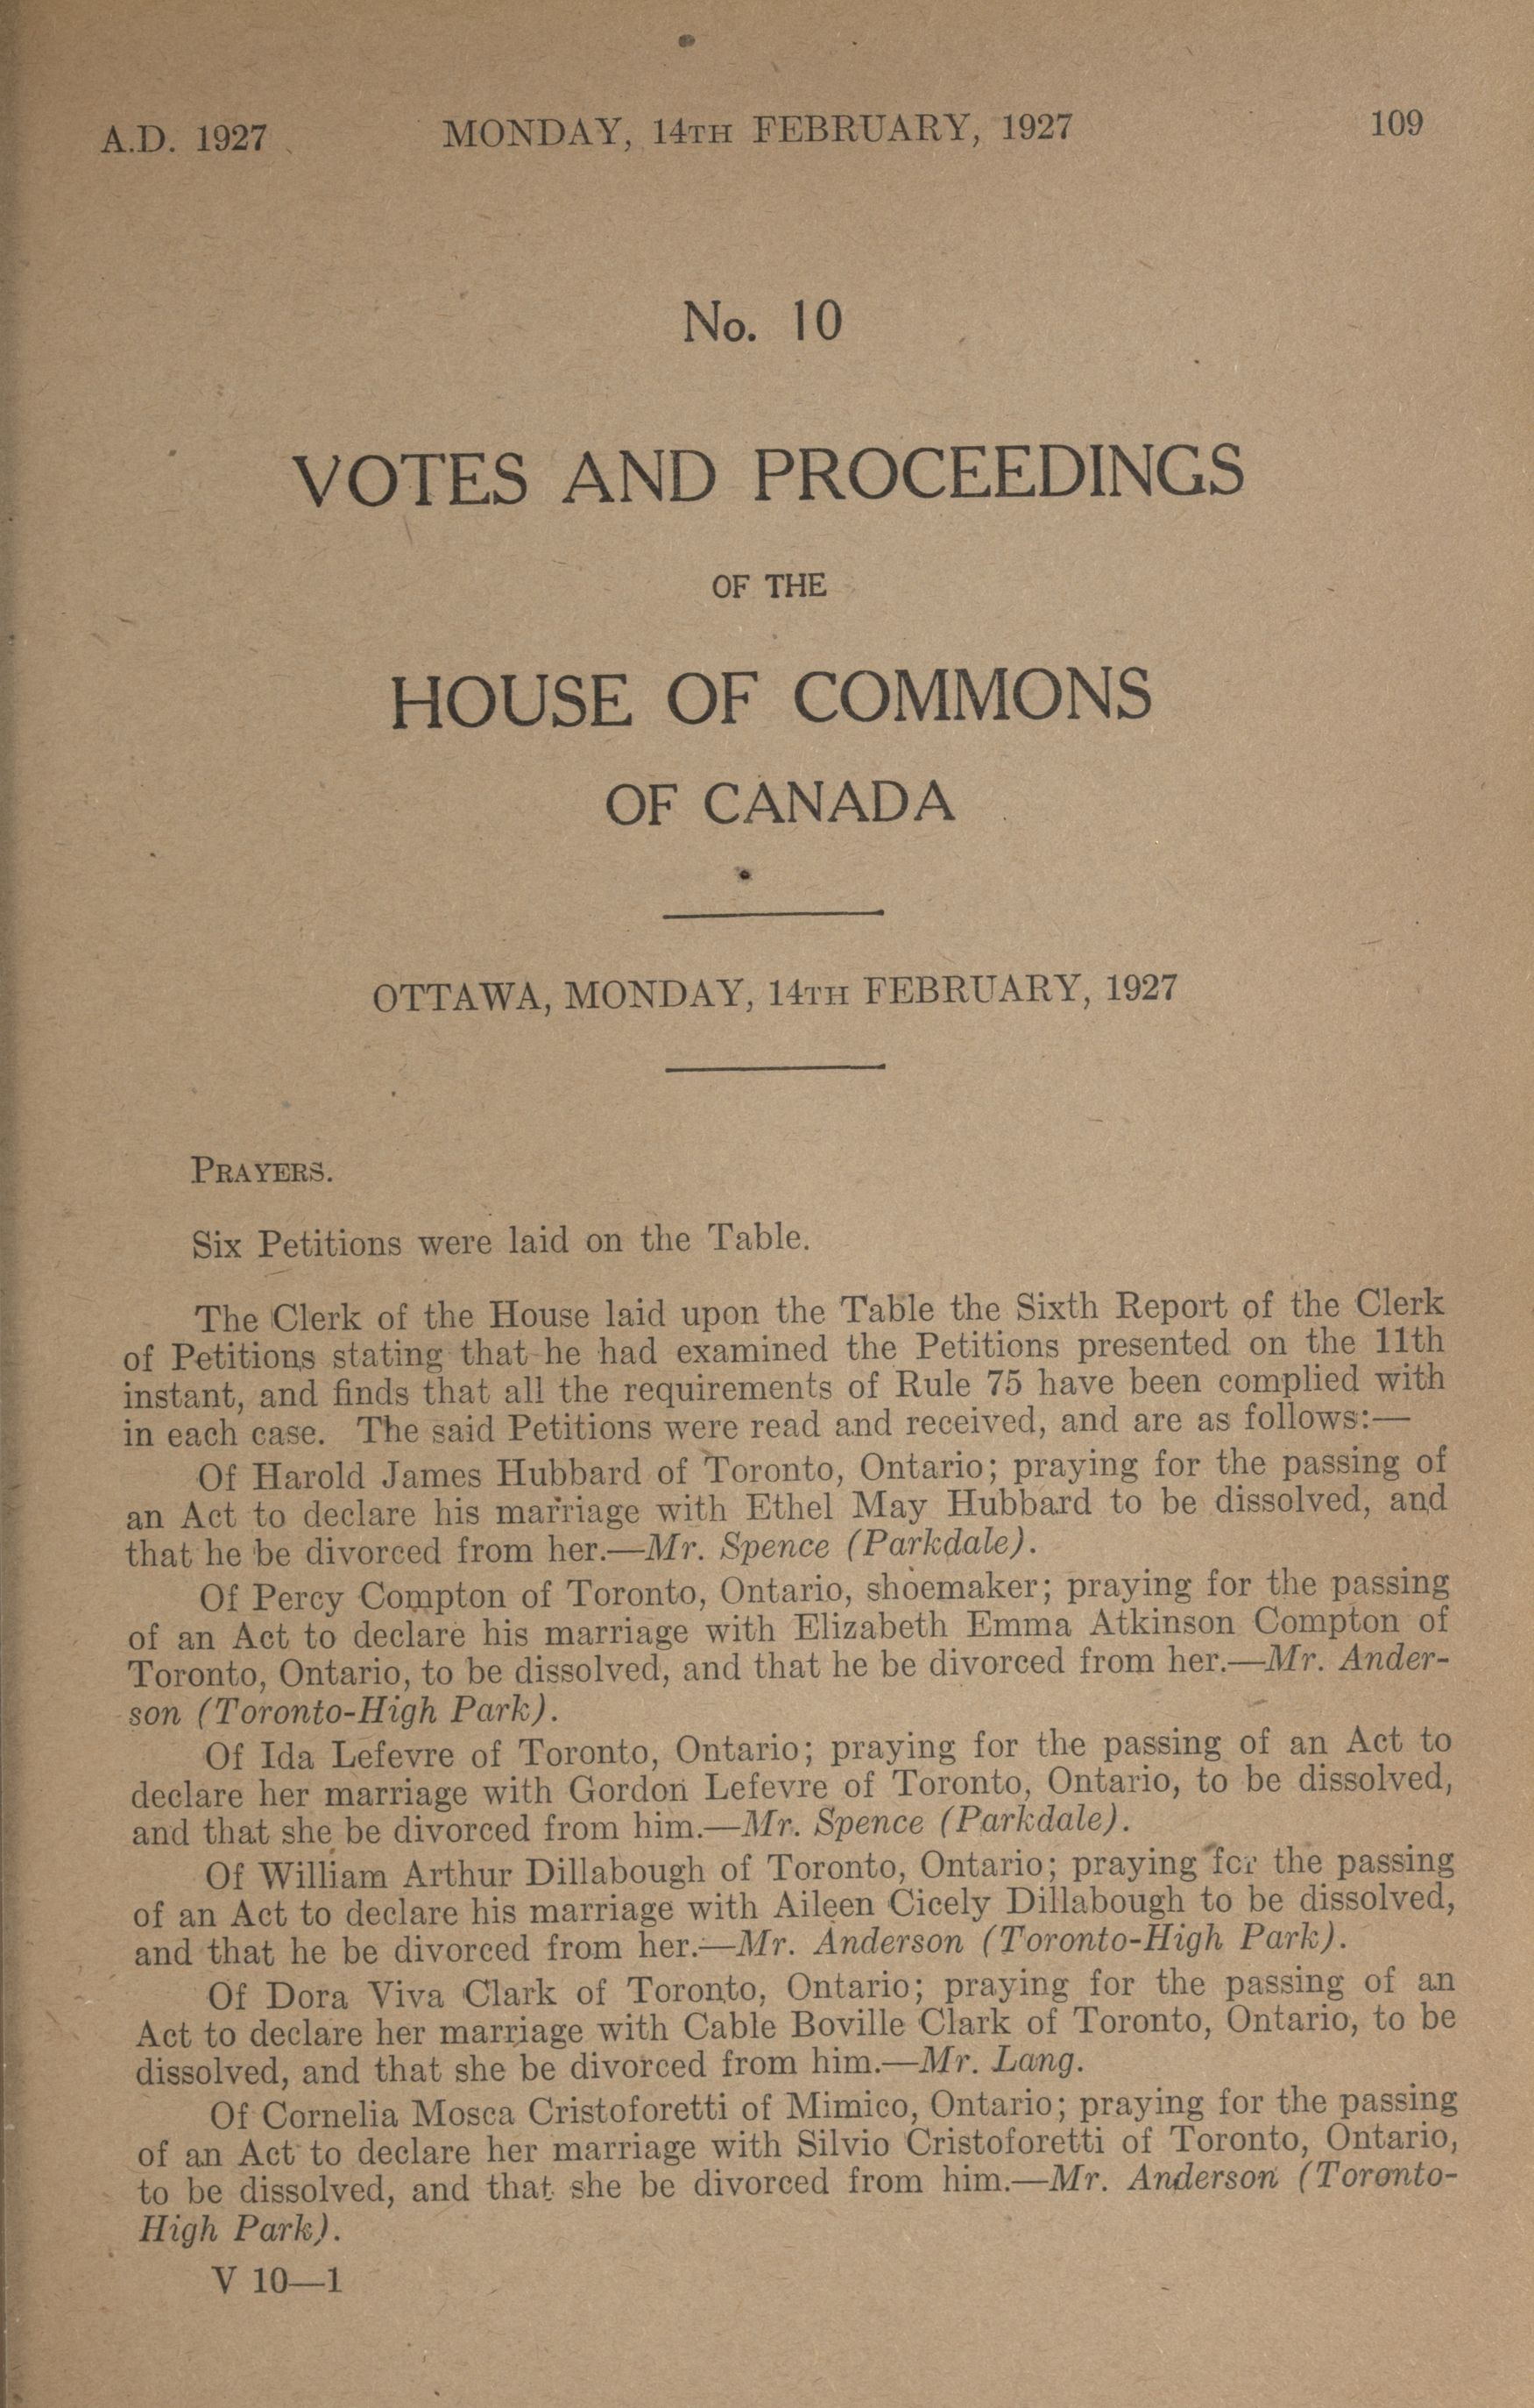 A.D. 1927 MONDAY, 14TH FEBRUARY, 1927 109
No. 10
VOTES AND PROCEEDINGS
OF THE
HOUSE OF COMMONS
OF CANADA
OTTAWA, MONDAY, 14TH FEBRUARY, 1927
PRAYERS.
Six Petitions were laid on the Table.
The Clerk of the House laid upon the Table the Sixth Report of the Clerk
of Petitions stating that he had examined the Petitions presented on the 11th
instant, and finds that all the requirements of Rule 75 have been complied with
in each case. The said Petitions were read and received, and are as follows:—
Of Harold James Hubbard of Toronto, Ontario; praying for the passing of
an Act to declare his marriage with Ethel May Hubbard to be dissolved, and
that he be divorced from her.—Mr. Spence (Parkdale).
Of Percy Compton of Toronto, Ontario, shoemaker; praying for the passing
of an Act to declare his marriage with Elizabeth Emma Atkinson Compton of
Toronto, Ontario, to be dissolved, and that he be divorced from her.—Mr. Ander-
son (Toronto-High Park).
Of Ida Lefevre of Toronto, Ontario; praying for the passing of an Act to
declare her marriage with Gordon Lefevre of Toronto, Ontario, to be dissolved,
and that she be divorced from him.—Mr. Spence (Parkdale).
Of William Arthur Dillabough of Toronto, Ontario; praying for the passing
of an Act to declare his marriage with Aileen Cicely Dillabough to be dissolved,
and that he be divorced from her.—Mr. Anderson (Toronto-High Park).
Of Dora Viva Clark of Toronto, Ontario; praying for the passing of an
Act to declare her marriage with Cable Boville Clark of Toronto, Ontario, to be
dissolved, and that she be divorced from him.—Mr. Lang.
Of Cornelia Mosca Cristoforetti of Mimico, Ontario; praying for the passing
of an Act to declare her marriage with Silvio Cristoforetti of Toronto, Ontario,
to be dissolved, and that she be divorced from him.—Mr. Anderson (Toronto-
High Park).
V 10—1